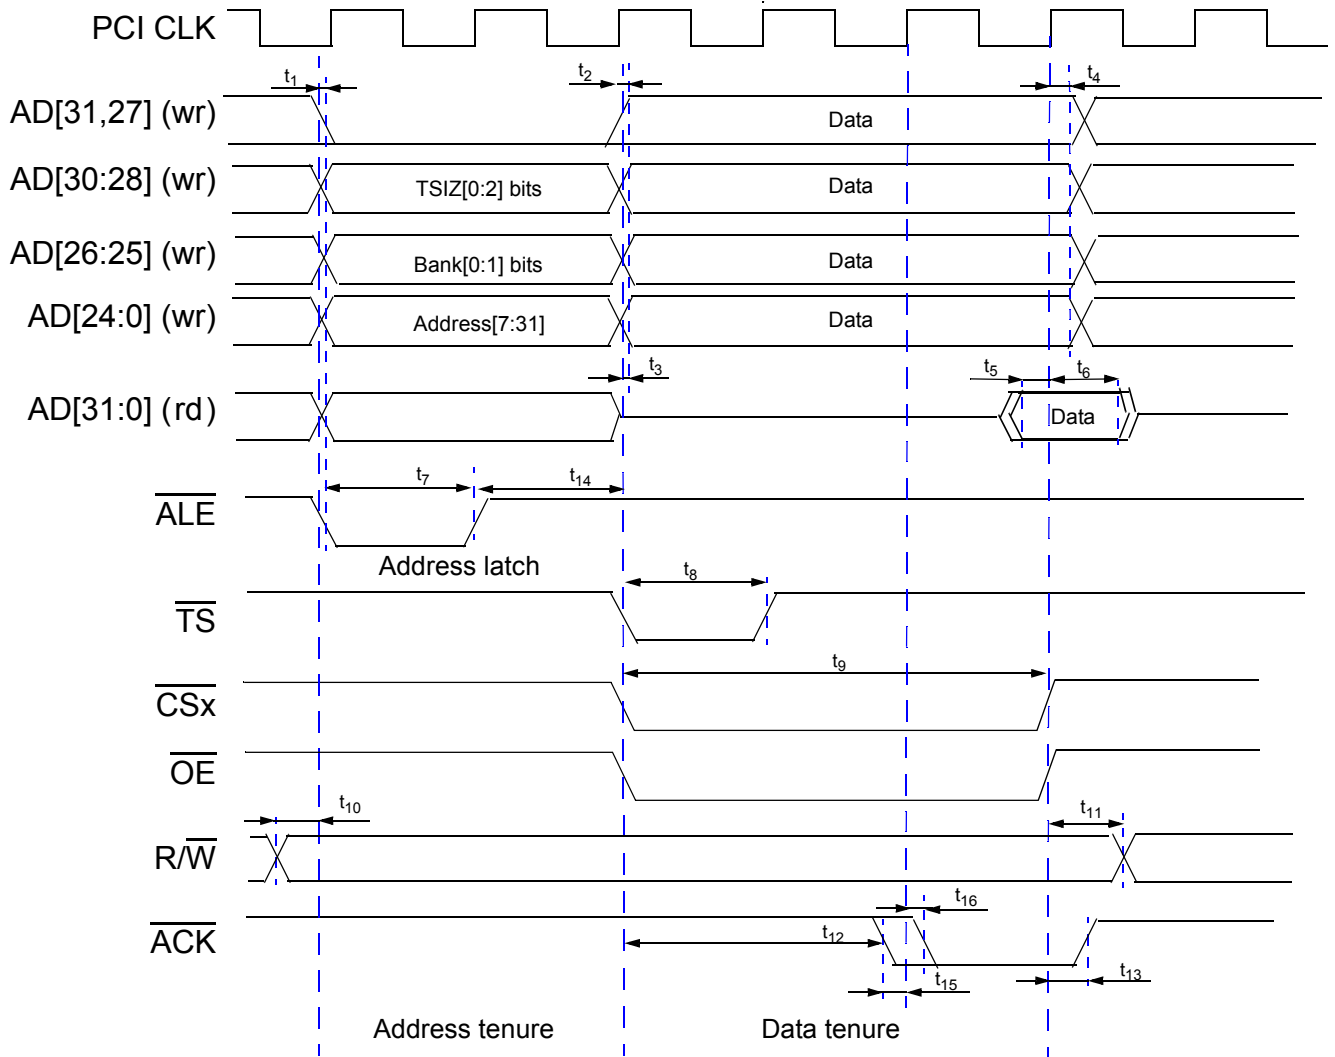 PCI CLK
t1 t2 t4
AD[31,27] (wr) Data
AD[30:28] (wr) TSIZ[0:2] bits Data
AD[26:25] (wr) Bank[0:1] bits Data
AD[24:0] (wr) Address[7:31] Data
t3 t5 t6
AD[31:0] (rd) Data
t7 t14
ALE
Address latch
t8
TS
t9
CSx
OE
t10 t11
R/W
t16
ACK t12
t15 t13
Address tenure Data tenure